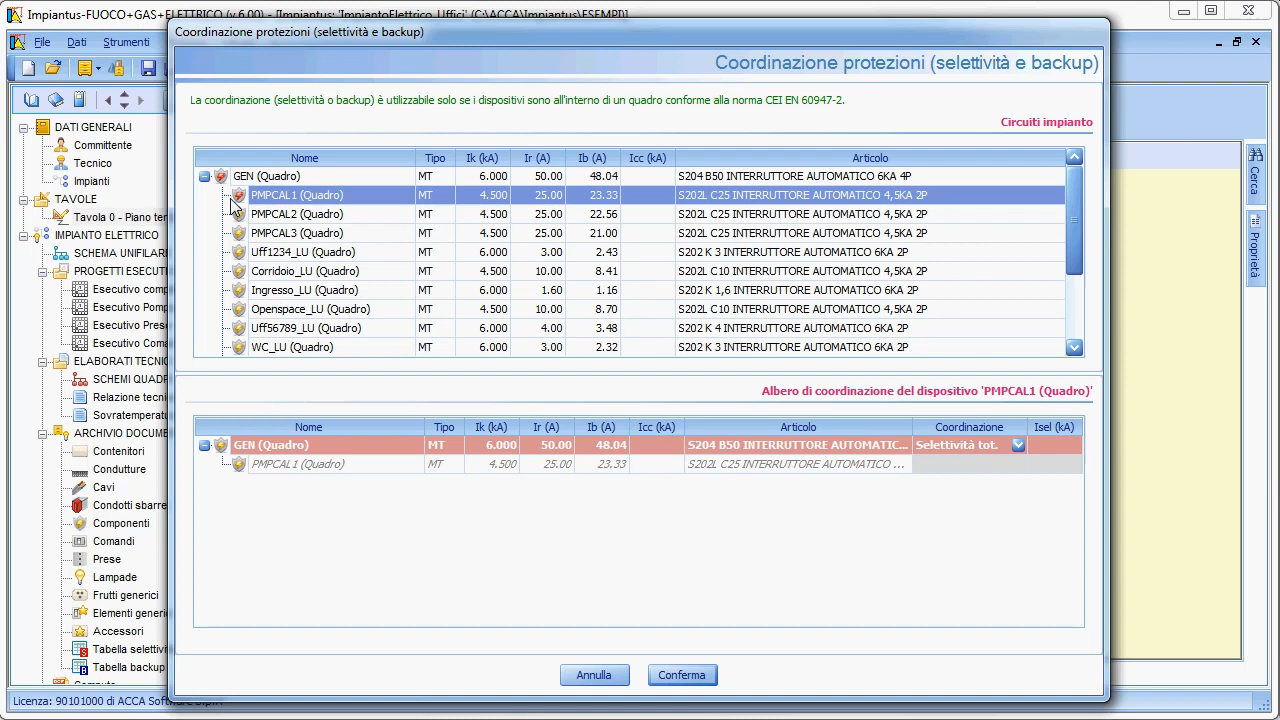 Impiantus-FUOCO+GAS+ELETTRICO (v 6.00) - [Impiantus: 'ImpiantoElettrico_Uffici' (C:\ACCA\Impiantus\ESEMPI)]
File Dati Strumenti
Coordinazione protezioni (selettività e backup)
Coordinazione protezioni (selettività e backup)
La coordinazione (selettività o backup) è utilizzabile solo se i dispositivi sono all'interno di un quadro conforme alla norma CEI EN 60947-2.
Circuiti impianto
Nome Tipo Ik (kA) Ir (A) Ib (A) Icc (kA) Articolo
GEN (Quadro) MT 6.000 50.00 48.04 S204 B50 INTERRUTTORE AUTOMATICO 6KA 4P
PMPCAL1 (Quadro) MT 4.500 25.00 23.33 S202L C25 INTERRUTTORE AUTOMATICO 4,5KA 2P
PMPCAL2 (Quadro) MT 4.500 25.00 22.56 S202L C25 INTERRUTTORE AUTOMATICO 4,5KA 2P
PMPCAL3 (Quadro) MT 4.500 25.00 21.00 S202L C25 INTERRUTTORE AUTOMATICO 4,5KA 2P
Uff1234_LU (Quadro) MT 6.000 3.00 2.43 S202 K 3 INTERRUTTORE AUTOMATICO 6KA 2P
Corridoio_LU (Quadro) MT 4.500 10.00 8.41 S202L C10 INTERRUTTORE AUTOMATICO 4,5KA 2P
Ingresso_LU (Quadro) MT 6.000 1.60 1.16 S202 K 1,6 INTERRUTTORE AUTOMATICO 6KA 2P
Openspace_LU (Quadro) MT 4.500 10.00 8.70 S202L C10 INTERRUTTORE AUTOMATICO 4,5KA 2P
Uff56789_LU (Quadro) MT 6.000 4.00 3.48 S202 K 4 INTERRUTTORE AUTOMATICO 6KA 2P
WC_LU (Quadro) MT 6.000 3.00 2.32 S202 K 3 INTERRUTTORE AUTOMATICO 6KA 2P
Albero di coordinazione del dispositivo 'PMPCAL1 (Quadro)'
Nome Tipo Ik (kA) Ir (A) Ib (A) Icc (kA) Articolo Coordinazione Isel (kA)
GEN (Quadro) MT 6.000 50.00 48.04 S204 B50 INTERRUTTORE AUTOMATIC... Selettività tot.
PMPCAL1 (Quadro) MT 4.500 25.00 23.33 S202L C25 INTERRUTTORE AUTOMATICO ...
Annulla Conferma
DATI GENERALI
Committente
Tecnico
Impianti
TAVOLE
Tavola 0 - Piano ter
IMPIANTO ELETTRICO
SCHEMA UNIFILAR
PROGETTI ESECUTI
Esecutivo comp
Esecutivo Pomp
Esecutivo Prese
Esecutivo Coma
ELABORATI TECNIC
SCHEMI QUADR
Relazione tecni
Sovratemperatu
ARCHIVIO DOCUME
Contenitori
Condutture
Cavi
Condotti sbarre
Componenti
Comandi
Prese
Lampade
Frutti generici
Elementi generici
Accessori
Tabella selettivi
Tabella backup
Cerca
Proprietà
Licenza: 90101000 di ACCA Software S.p.A.